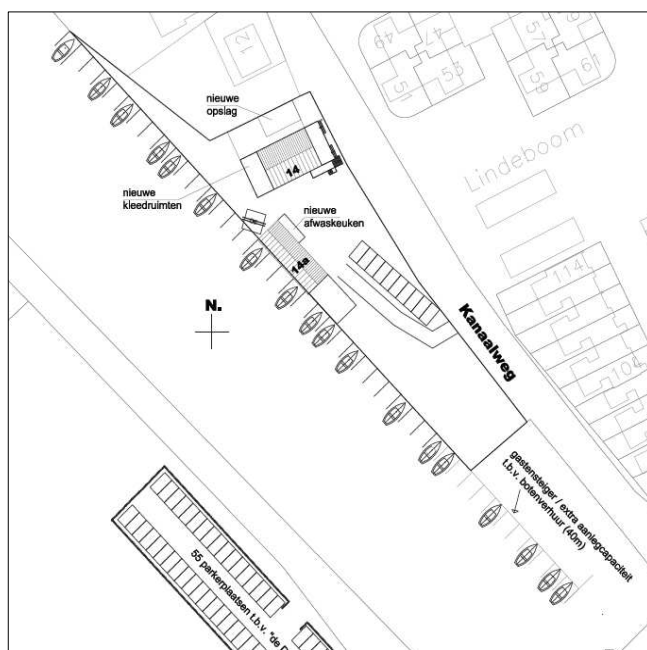 12
49
47
51
53
57
59
61
nieuwe
opslag
14
Lindeboom
nieuwe
kleedruimten
nieuwe
afwaskeuken
14a
114
N.
Kanaalweg
104
gastensteiger / extra aanlegcapaciteit
t.b.v. botenverhuur (40m)
55 parkerplaatsen t.b.v. "de